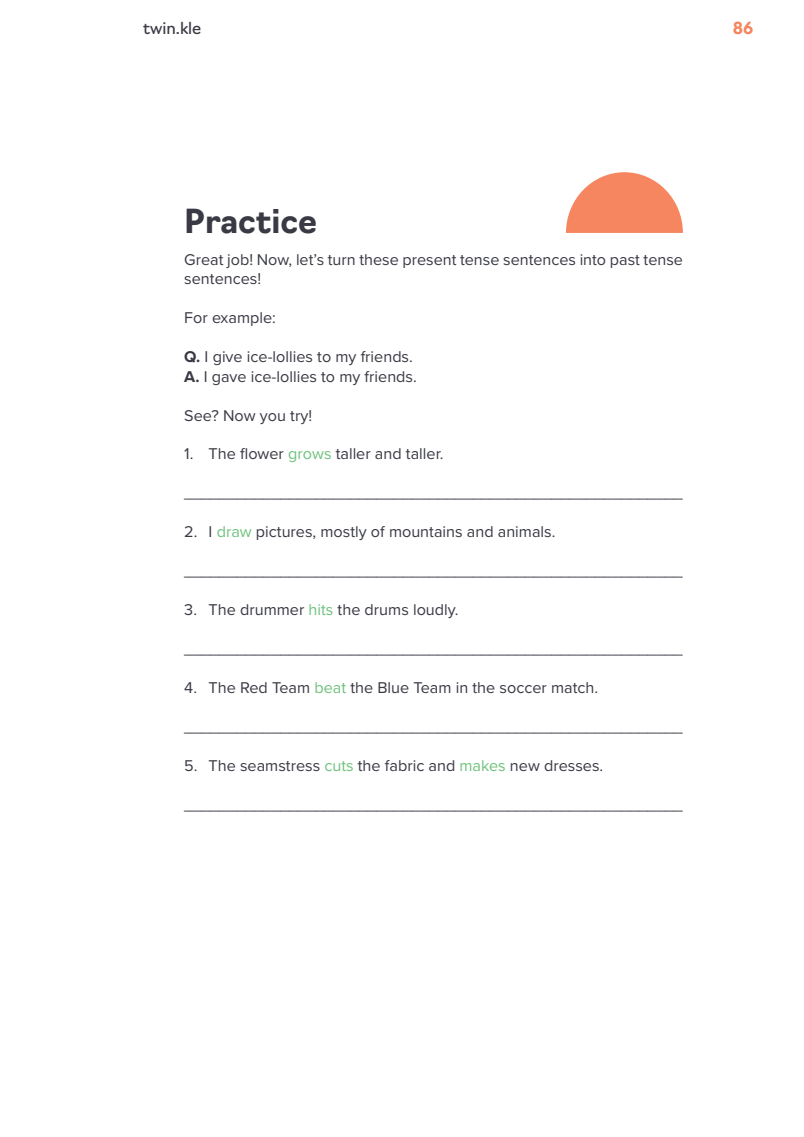 twin.kle
86
Practice
Great job! Now, let’s turn these present tense sentences into past tense
sentences!
For example:
Q. I give ice-lollies to my friends.
A. I gave ice-lollies to my friends.
See? Now you try!
1. The flower grows taller and taller.
2. I draw pictures, mostly of mountains and animals.
3. The drummer hits the drums loudly.
4. The Red Team beat the Blue Team in the soccer match.
5. The seamstress cuts the fabric and makes new dresses.